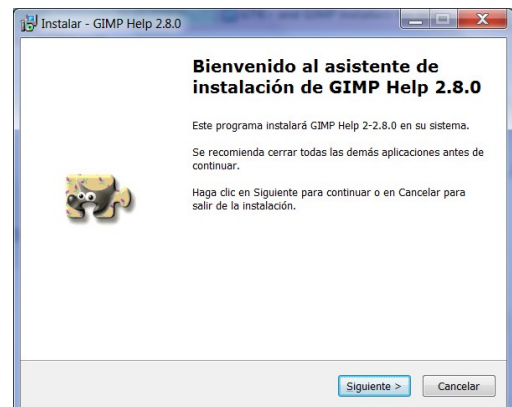 Instalar - GIMP Help 2.8.0
Bienvenido al asistente de
instalación de GIMP Help 2.8.0
Este programa instalará GIMP Help 2-2.8.0 en su sistema.
Se recomienda cerrar todas las demás aplicaciones antes de
continuar.
Haga clic en Siguiente para continuar o en Cancelar para
salir de la instalación.
Siguiente >
Cancelar